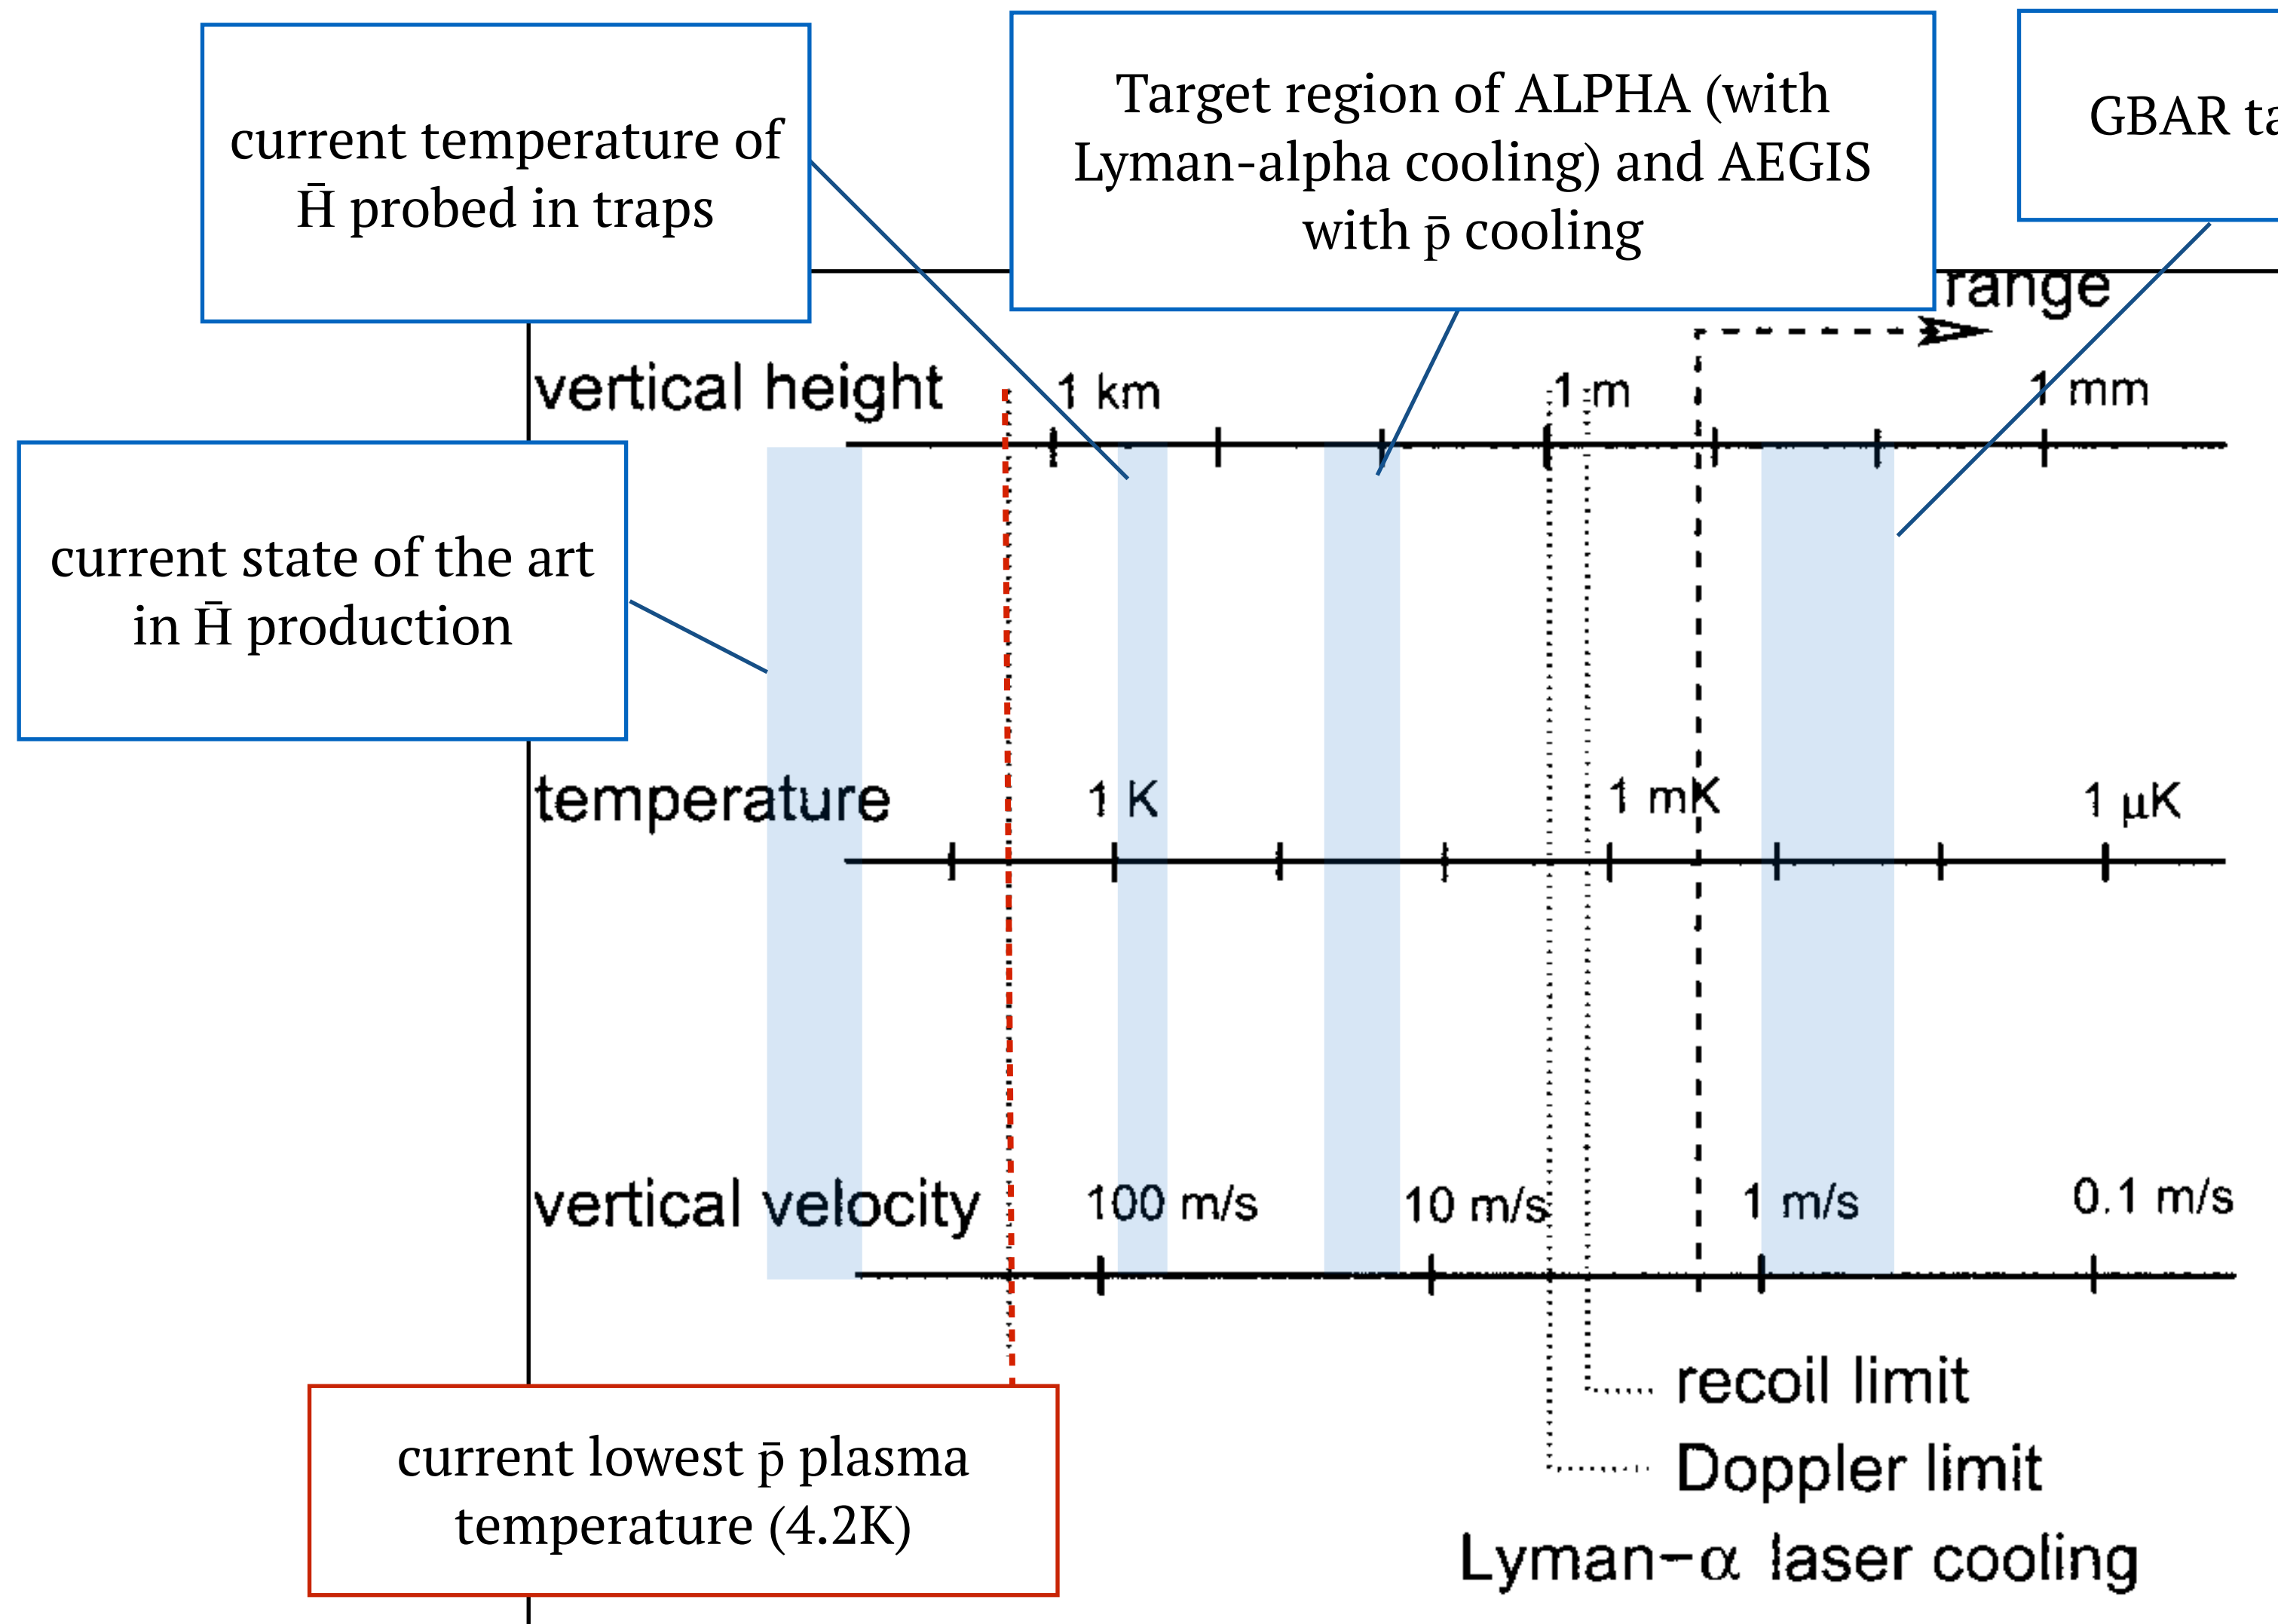 current temperature of
H̄ probed in traps
Target region of ALPHA (with
Lyman-alpha cooling) and AEGIS
with p̄ cooling
GBAR
range
vertical height
1 km
1 m
1 mm
current state of the art
in H̄ production
temperature
1 K
1 mK
1 µK
vertical velocity
100 m/s
10 m/s
1 m/s
0.1 m/s
recoil limit
Doppler limit
Lyman-α laser cooling
current lowest p̄ plasma
temperature (4.2K)